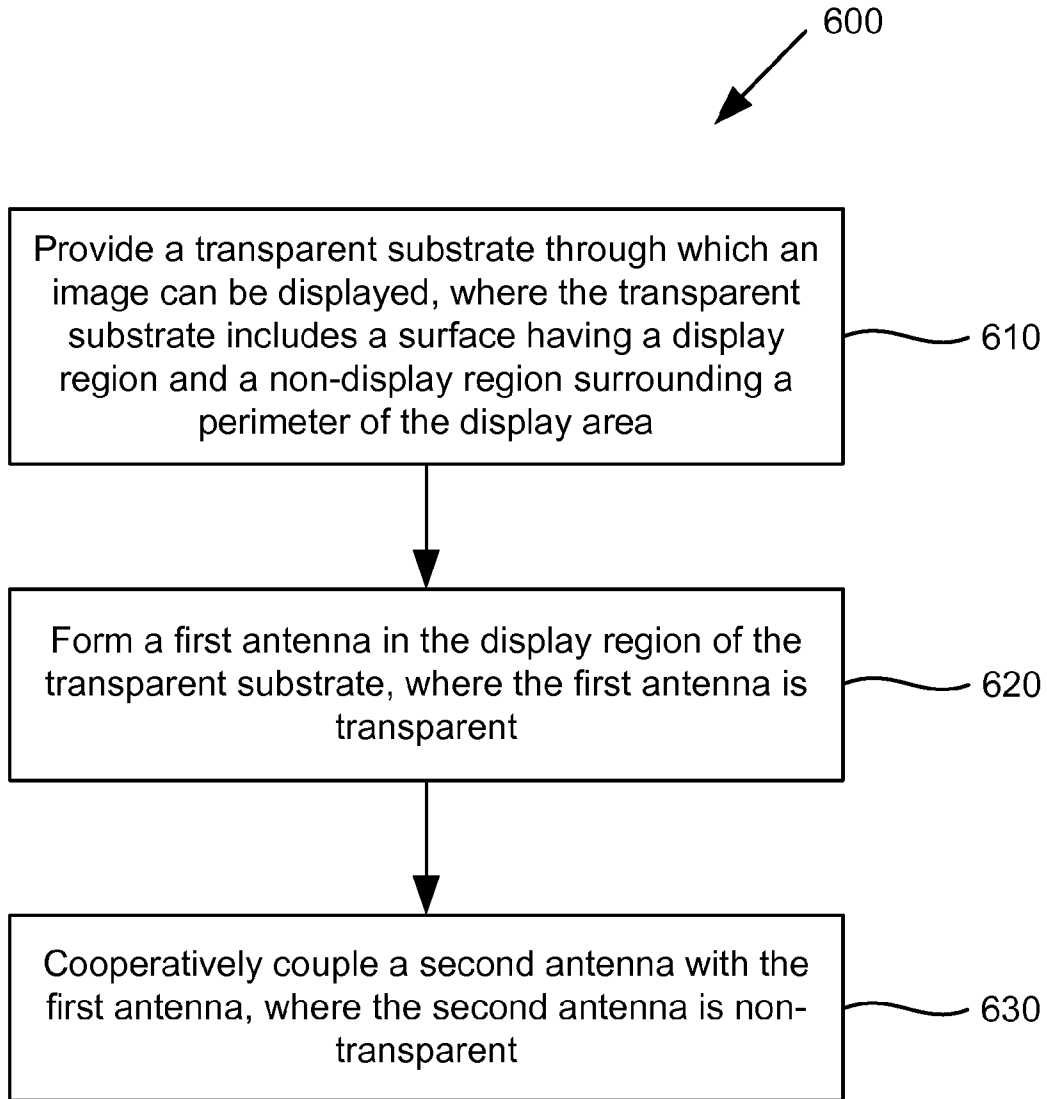 600
Provide a transparent substrate through which an
image can be displayed, where the transparent
substrate includes a surface having a display
region and a non-display region surrounding a
perimeter of the display area
610
Form a first antenna in the display region of the
transparent substrate, where the first antenna is
transparent
620
Cooperatively couple a second antenna with the
first antenna, where the second antenna is non-
transparent
630